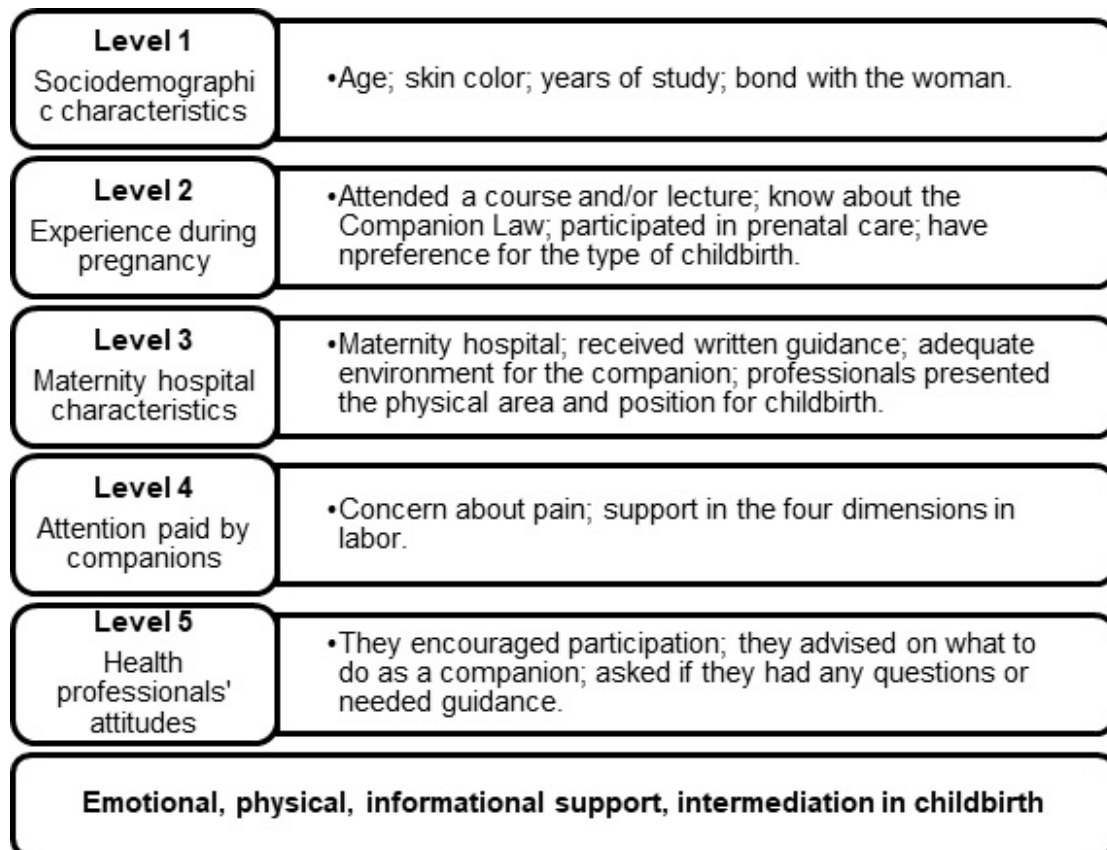 Level 1
Sociodemographi
c characteristics
•Age; skin color; years of study; bond with the woman.
Level 2
Experience during
pregnancy
•Attended a course and/or lecture; know about the
Companion Law; participated in prenatal care; have
npreference for the type of childbirth.
Level 3
Maternity hospital
characteristics
•Maternity hospital; received written guidance; adequate
environment for the companion; professionals presented
the physical area and position for childbirth.
Level 4
Attention paid by
companions
•Concern about pain; support in the four dimensions in
labor.
Level 5
Health
professionals'
attitudes
•They encouraged participation; they advised on what to
do as a companion; asked if they had any questions or
needed guidance.
Emotional, physical, informational support, intermediation in childbirth